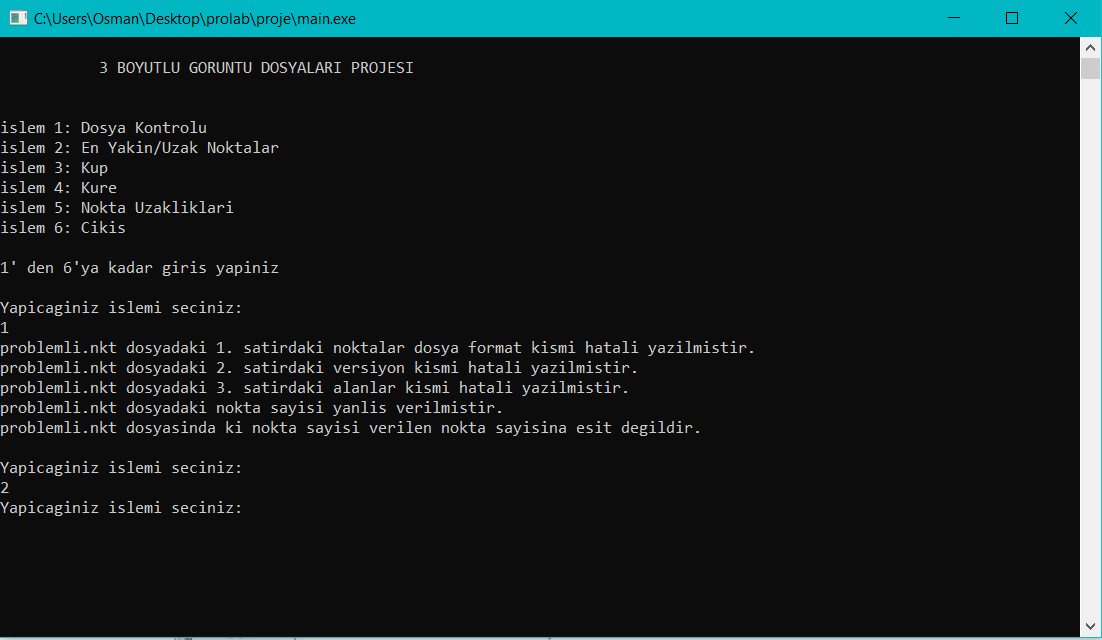 C:\Users\Osman\Desktop\prolab\proje\main.exe
3 BOYUTLU GORUNTU DOSYALARI PROJESI
islem 1: Dosya Kontrolu
islem 2: En Yakin/Uzak Noktalar
islem 3: Kup
islem 4: Kure
islem 5: Nokta Uzakliklari
islem 6: Cikis
1' den 6'ya kadar giris yapiniz
Yapicaginiz islemi seciniz:
1
problemli.nkt dosyadaki 1. satirdaki noktalar dosya format kismi hatali yazilmistir.
problemli.nkt dosyadaki 2. satirdaki versiyon kismi hatali yazilmistir.
problemli.nkt dosyadaki 3. satirdaki alanlar kismi hatali yazilmistir.
problemli.nkt dosyadaki nokta sayisi yanlis verilmistir.
problemli.nkt dosyasinda ki nokta sayisi verilen nokta sayisina esit degildir.
Yapicaginiz islemi seciniz:
2
Yapicaginiz islemi seciniz: